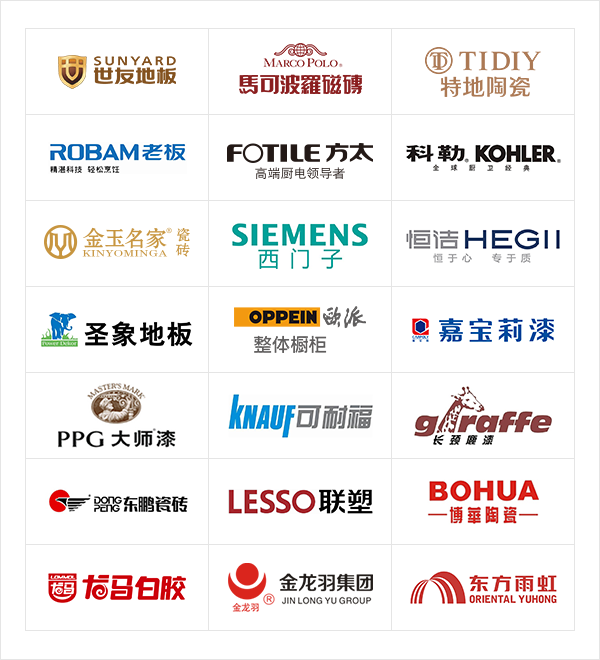 SUNYARD
世友地板
MARCO POLO®
馬可波羅磁磚
TIDIY
特地陶瓷
ROBAM老板
精湛科技 轻松烹饪
FOTILE 方太
高端厨电领导者
科勒® KOHLER®
全球厨卫经典
金玉名家® 瓷砖
KINYOMINGA
SIEMENS
西门子
恒洁HEGII
恒于心 专于质
Power Dekor
圣象地板
OPPEIN 欧派
整体橱柜
嘉宝莉漆
MASTER'S MARK
PPG 大师漆
KNAUF可耐福
giraffe
长颈鹿漆
DONG PENG 东鹏瓷砖
LESSO联塑
BOHUA
博華陶瓷
龙马白胶
金龙羽®
金龙羽集团
JIN LONG YU GROUP
东方雨虹
ORIENTAL YUHONG